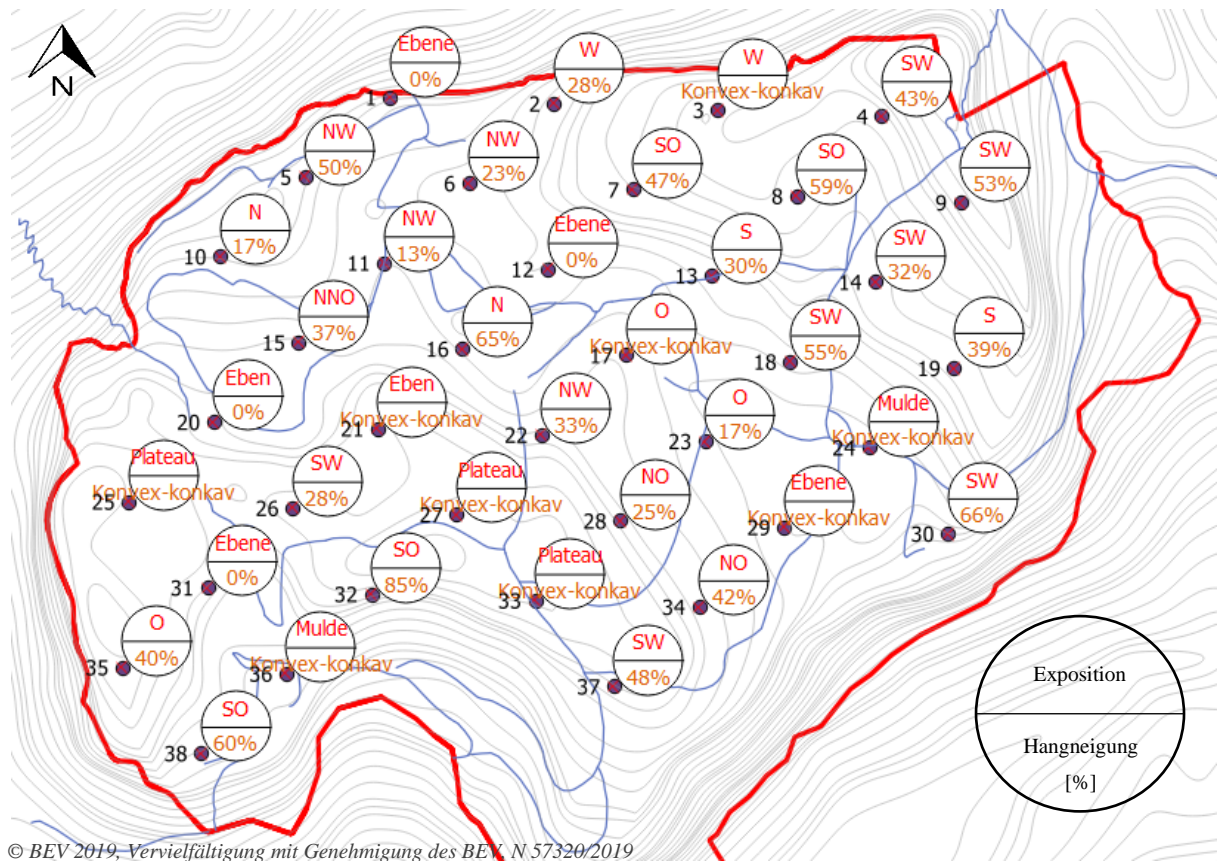 N
Ebene
0%
1
W
28%
2
W
Konvex-konkav
3
SW
43%
4
NW
50%
5
NW
23%
6
SO
47%
7
SO
59%
8
SW
53%
9
N
17%
10
NW
13%
11
Ebene
0%
12
S
30%
13
SW
32%
14
NNO
37%
15
N
65%
16
O
Konvex-konkav
17
SW
55%
18
S
39%
19
Eben
0%
20
Eben
Konvex-konkav
21
NW
33%
22
O
17%
23
Mulde
Konvex-konkav
24
Plateau
Konvex-konkav
25
SW
28%
26
Plateau
Konvex-konkav
27
NO
25%
28
Ebene
Konvex-konkav
29
SW
66%
30
Ebene
0%
31
SO
85%
32
Plateau
Konvex-konkav
33
NO
42%
34
O
40%
35
Mulde
Konvex-konkav
36
SW
48%
37
SO
60%
38
Exposition
Hangneigung
[%]
© BEV 2019, Vervielfältigung mit Genehmigung des BEV, N 57320/2019